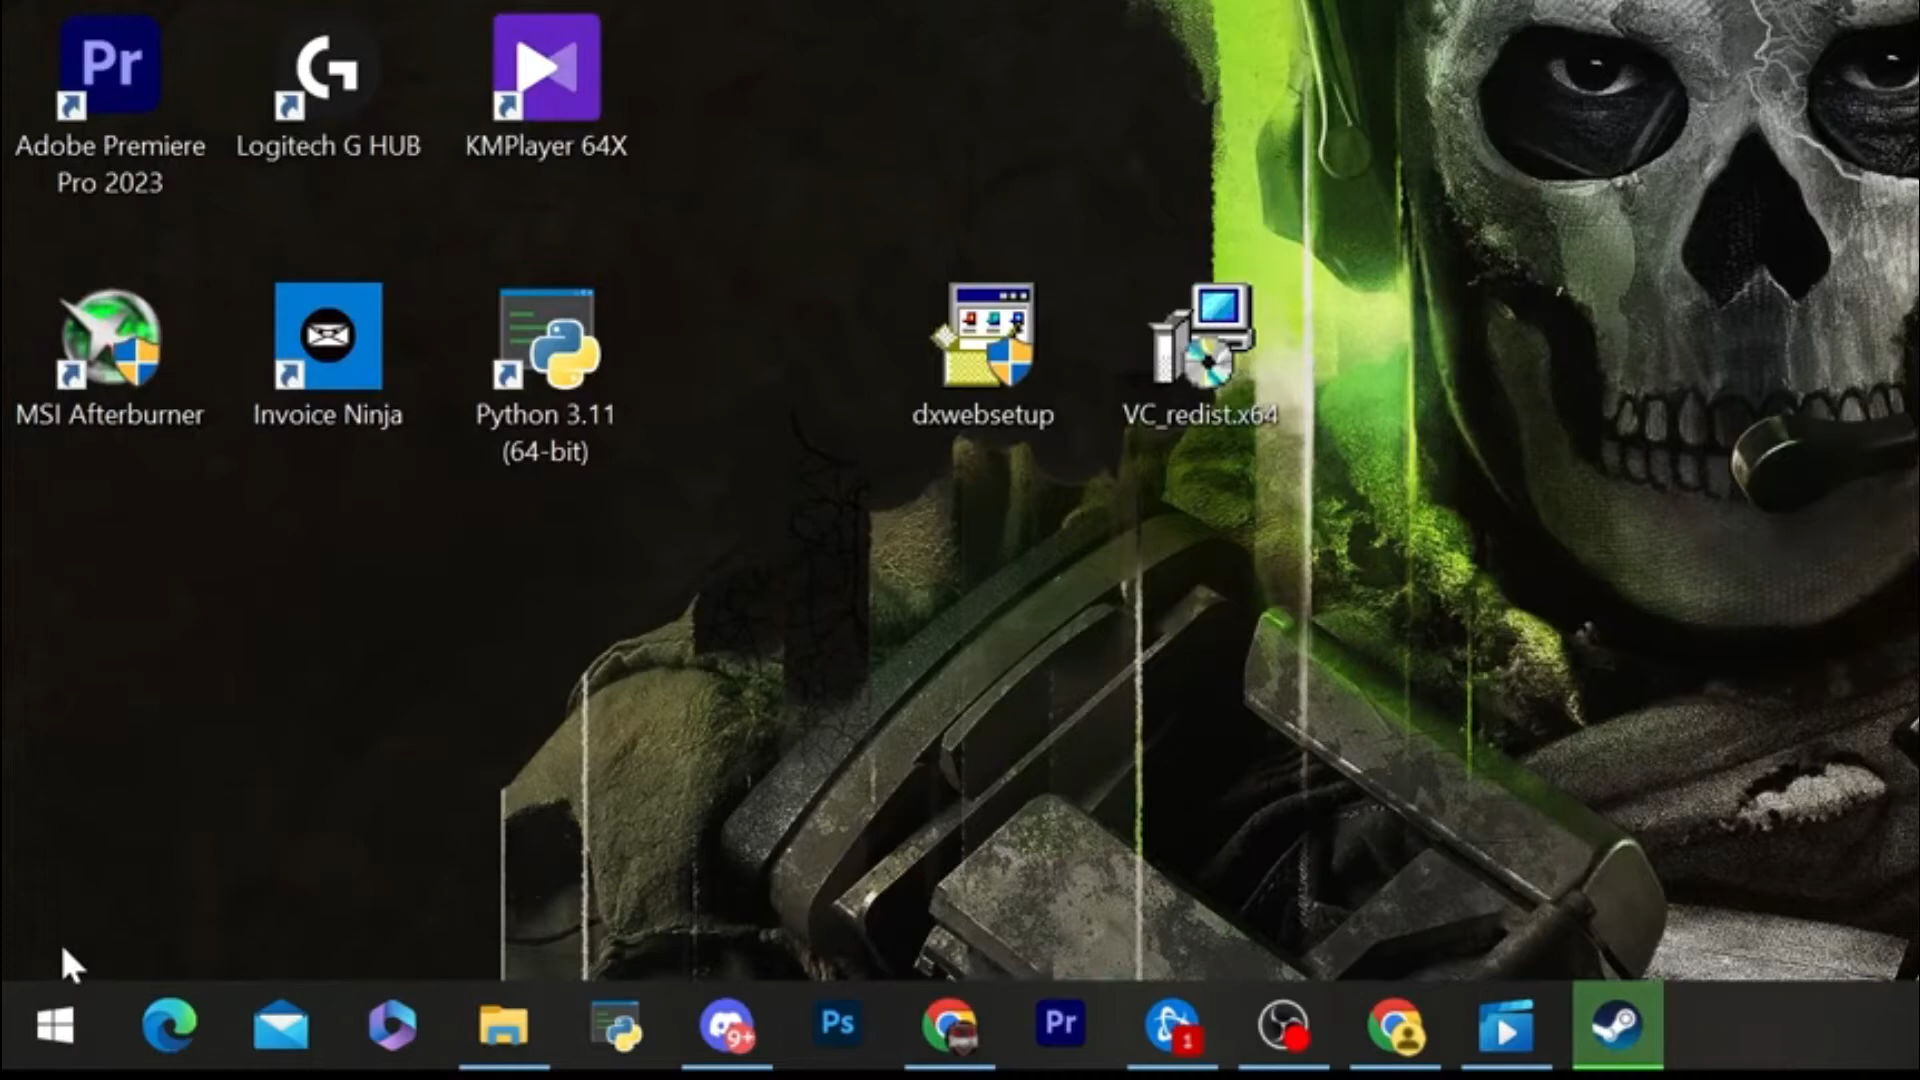 Pr
Adobe Premiere
Pro 2023
Logitech G HUB
KMPlayer 64X
MSI Afterburner
Invoice Ninja
Python 3.11
(64-bit)
dxwebsetup
VC_redist.x64
9+
Ps
Pr
1